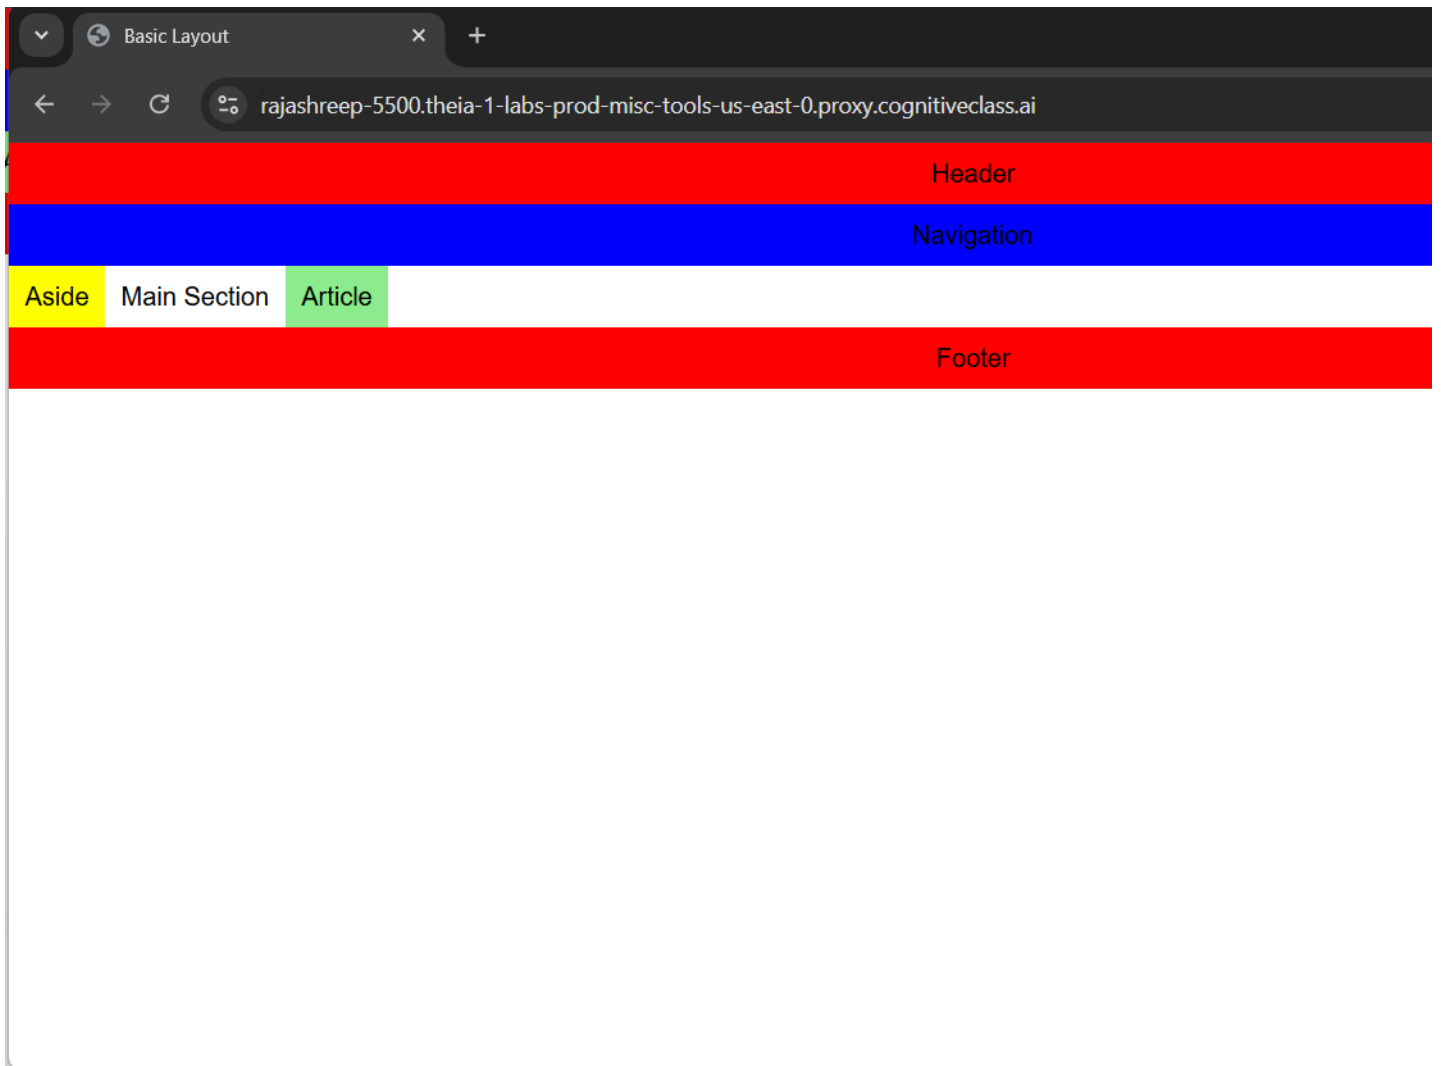 Basic Layout
rajashreep-5500.theia-1-labs-prod-misc-tools-us-east-0.proxy.cognitiveclass.ai
Header
Navigation
Aside Main Section Article
Footer